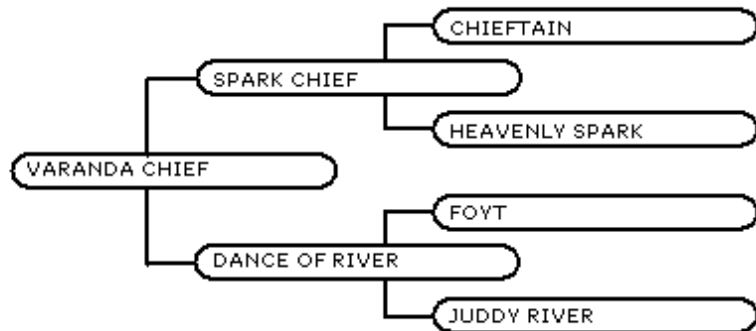 CHIEFTAIN
SPARK CHIEF
HEAVENLY SPARK
VARANDA CHIEF
FOYT
DANCE OF RIVER
JUDDY RIVER